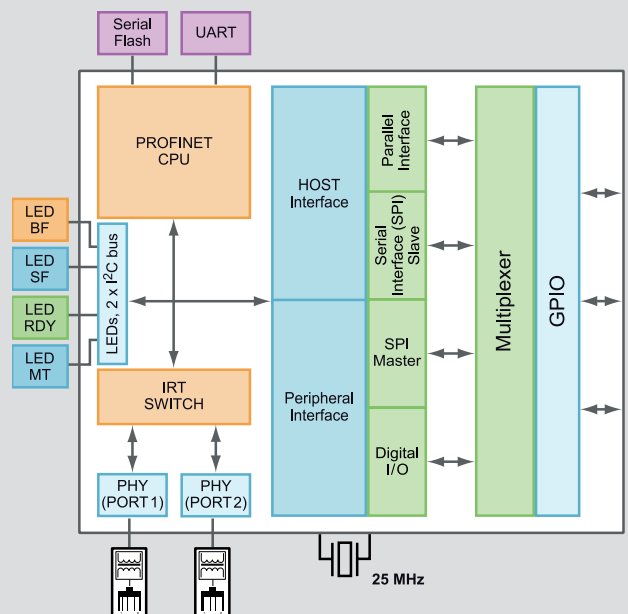 Serial
Flash
UART
PROFINET
CPU
HOST
Interface
Parallel
Interface
Serial
Interface (SPI)
Slave
Multiplexer
GPIO
LED
BF
LED
SF
LED
RDY
LED
MT
LEDs, 2 x I²C bus
IRT
SWITCH
Peripheral
Interface
SPI
Master
Digital
I/O
PHY
(PORT 1)
PHY
(PORT 2)
25 MHz